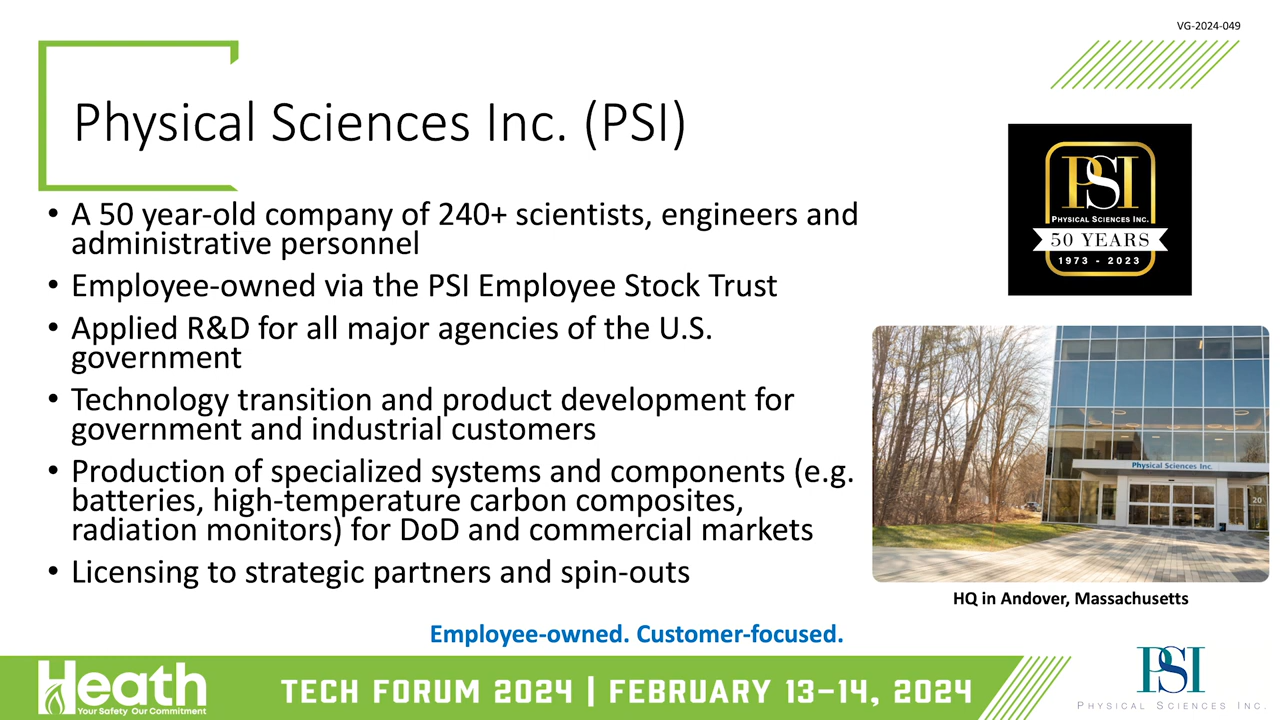 VG-2024-049
Physical Sciences Inc. (PSI)
• A 50 year-old company of 240+ scientists, engineers and
administrative personnel
• Employee-owned via the PSI Employee Stock Trust
• Applied R&D for all major agencies of the U.S.
government
• Technology transition and product development for
government and industrial customers
• Production of specialized systems and components (e.g.
batteries, high-temperature carbon composites,
radiation monitors) for DoD and commercial markets
• Licensing to strategic partners and spin-outs
PSI
PHYSICAL SCIENCES INC.
50 YEARS
1973 - 2023
Physical Sciences Inc.
20
HQ in Andover, Massachusetts
Employee-owned. Customer-focused.
Heath
Your Safety Our Commitment
TECH FORUM 2024 | FEBRUARY 13–14, 2024
PSI
PHYSICAL SCIENCES INC.